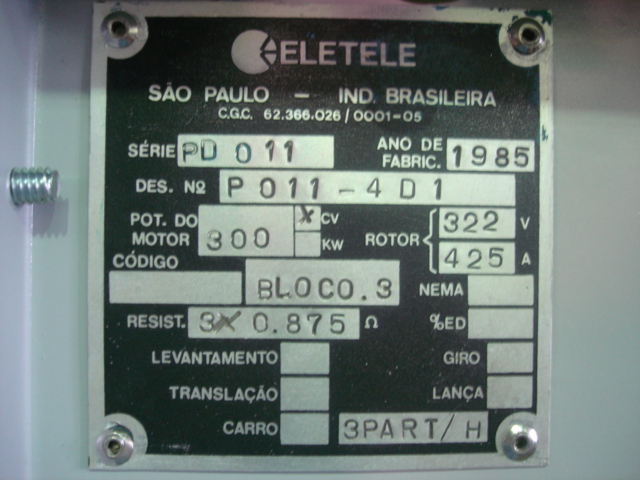 ELETELE
SÃO PAULO — IND. BRASILEIRA
C.G.C. 62.366.026/0001-05
SÉRIE PD 011 ANO DE FABRIC. 1985
DES. Nº P011-4D1
POT. DO MOTOR 300 X CV KW ROTOR 322 V 425 A
CÓDIGO BLOCO.3 NEMA
RESIST. 3X 0.875 Ω %ED
LEVANTAMENTO GIRO
TRANSLAÇÃO LANÇA
CARRO 3PART/H